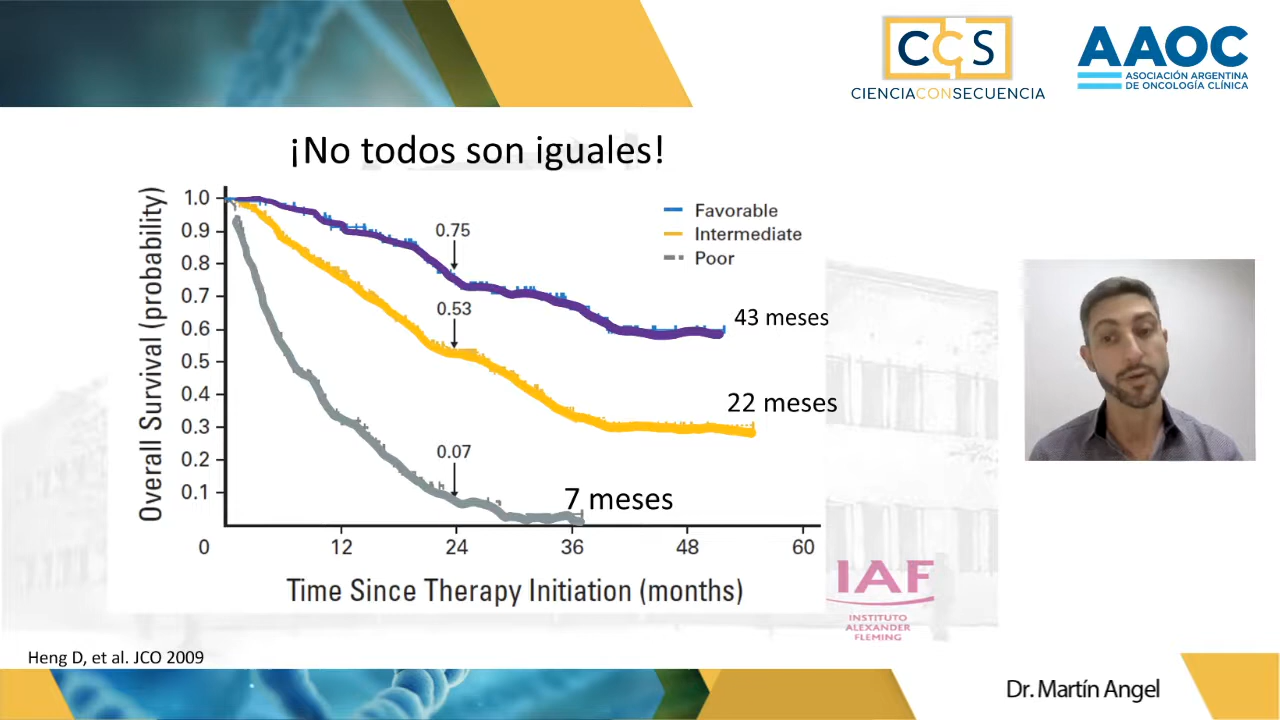 CCS
CIENCIACONSECUENCIA
AAOC
ASOCIACIÓN ARGENTINA
DE ONCOLOGÍA CLÍNICA
¡No todos son iguales!
Overall Survival (probability)
1.0
0.9
0.8
0.7
0.6
0.5
0.4
0.3
0.2
0.1
0
12
24
36
48
60
0.75
0.53
0.07
Favorable
Intermediate
Poor
43 meses
22 meses
7 meses
Time Since Therapy Initiation (months)
IAF
INSTITUTO
ALEXANDER
FLEMING
Heng D, et al. JCO 2009
Dr. Martín Angel